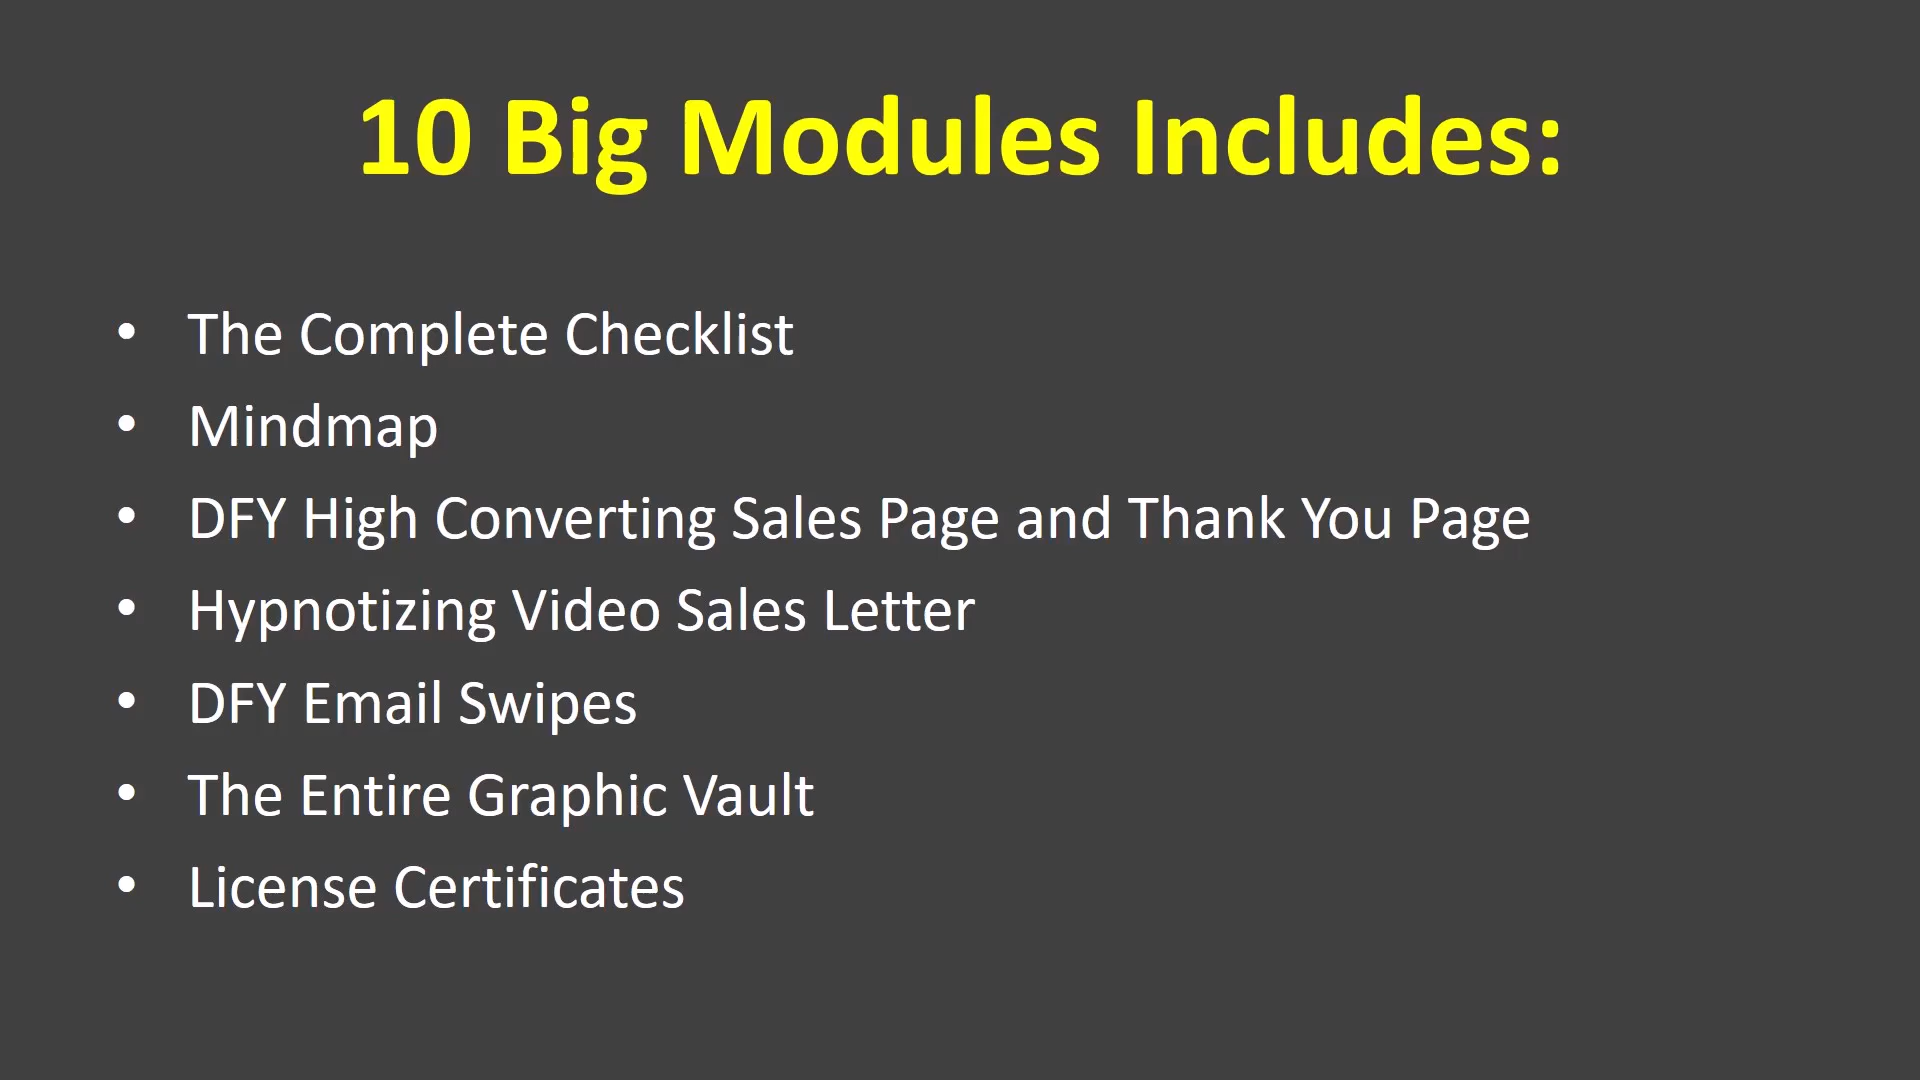 10 Big Modules Includes:
• The Complete Checklist
• Mindmap
• DFY High Converting Sales Page and Thank You Page
• Hypnotizing Video Sales Letter
• DFY Email Swipes
• The Entire Graphic Vault
• License Certificates